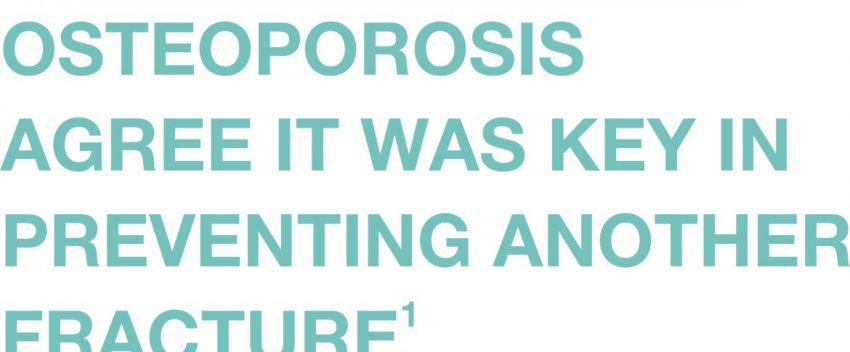 OSTEOPOROSIS
AGREE IT WAS KEY IN
PREVENTING ANOTHER
FRACTURE¹